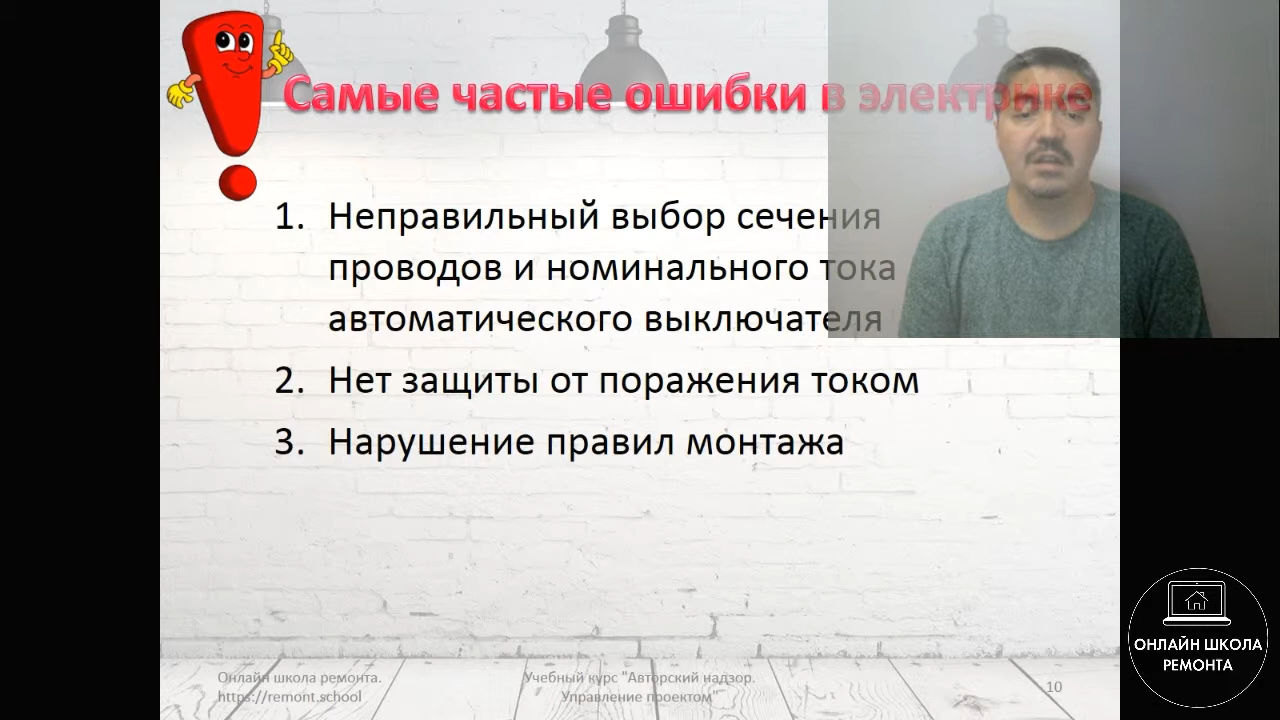 Самые частые ошибки в электрике
1. Неправильный выбор сечения
проводов и номинального тока
автоматического выключателя
2. Нет защиты от поражения током
3. Нарушение правил монтажа
Онлайн школа ремонта.
https://remont.school
Учебный курс "Авторский надзор.
Управление проектом"
10
ОНЛАЙН ШКОЛА
РЕМОНТА